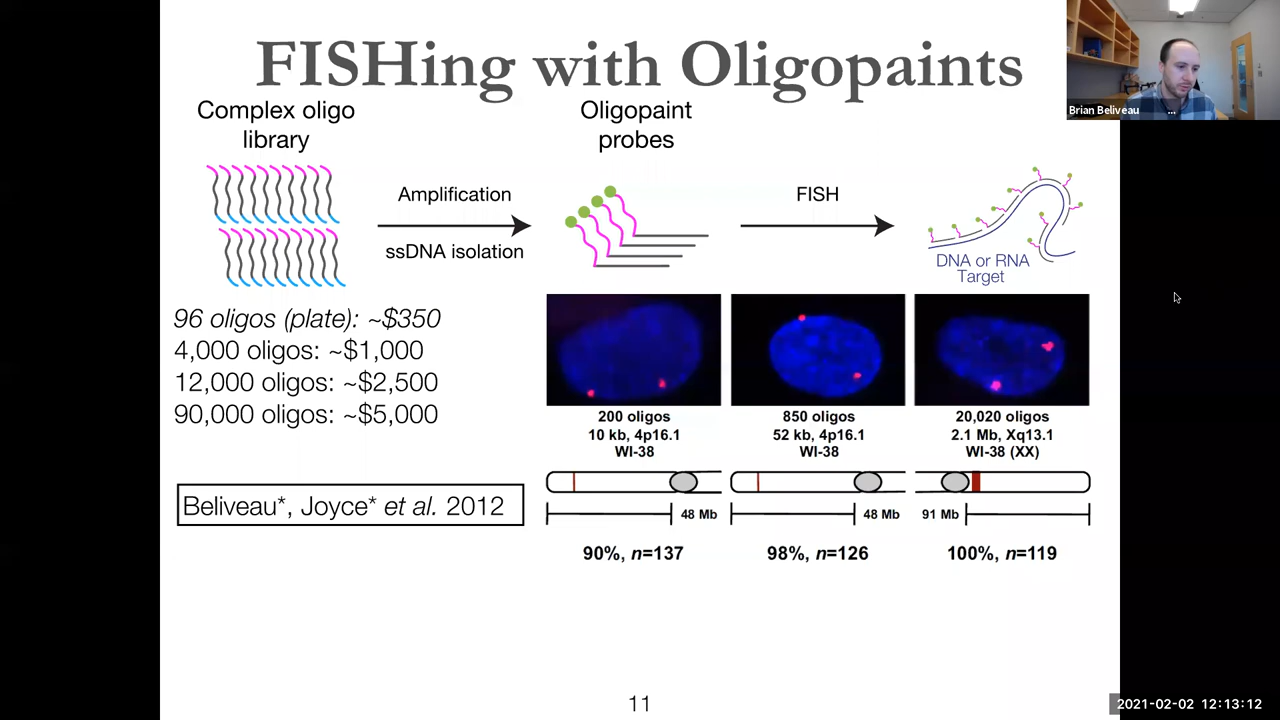 FISHing with Oligopaints
Brian Beliveau
...
Complex oligo
library
Amplification
ssDNA isolation
Oligopaint
probes
FISH
DNA or RNA
Target
96 oligos (plate): ~$350
4,000 oligos: ~$1,000
12,000 oligos: ~$2,500
90,000 oligos: ~$5,000
Beliveau*, Joyce* et al. 2012
200 oligos
10 kb, 4p16.1
WI-38
850 oligos
52 kb, 4p16.1
WI-38
20,020 oligos
2.1 Mb, Xq13.1
WI-38 (XX)
48 Mb
48 Mb
91 Mb
90%, n=137
98%, n=126
100%, n=119
11
2021-02-02 12:13:12